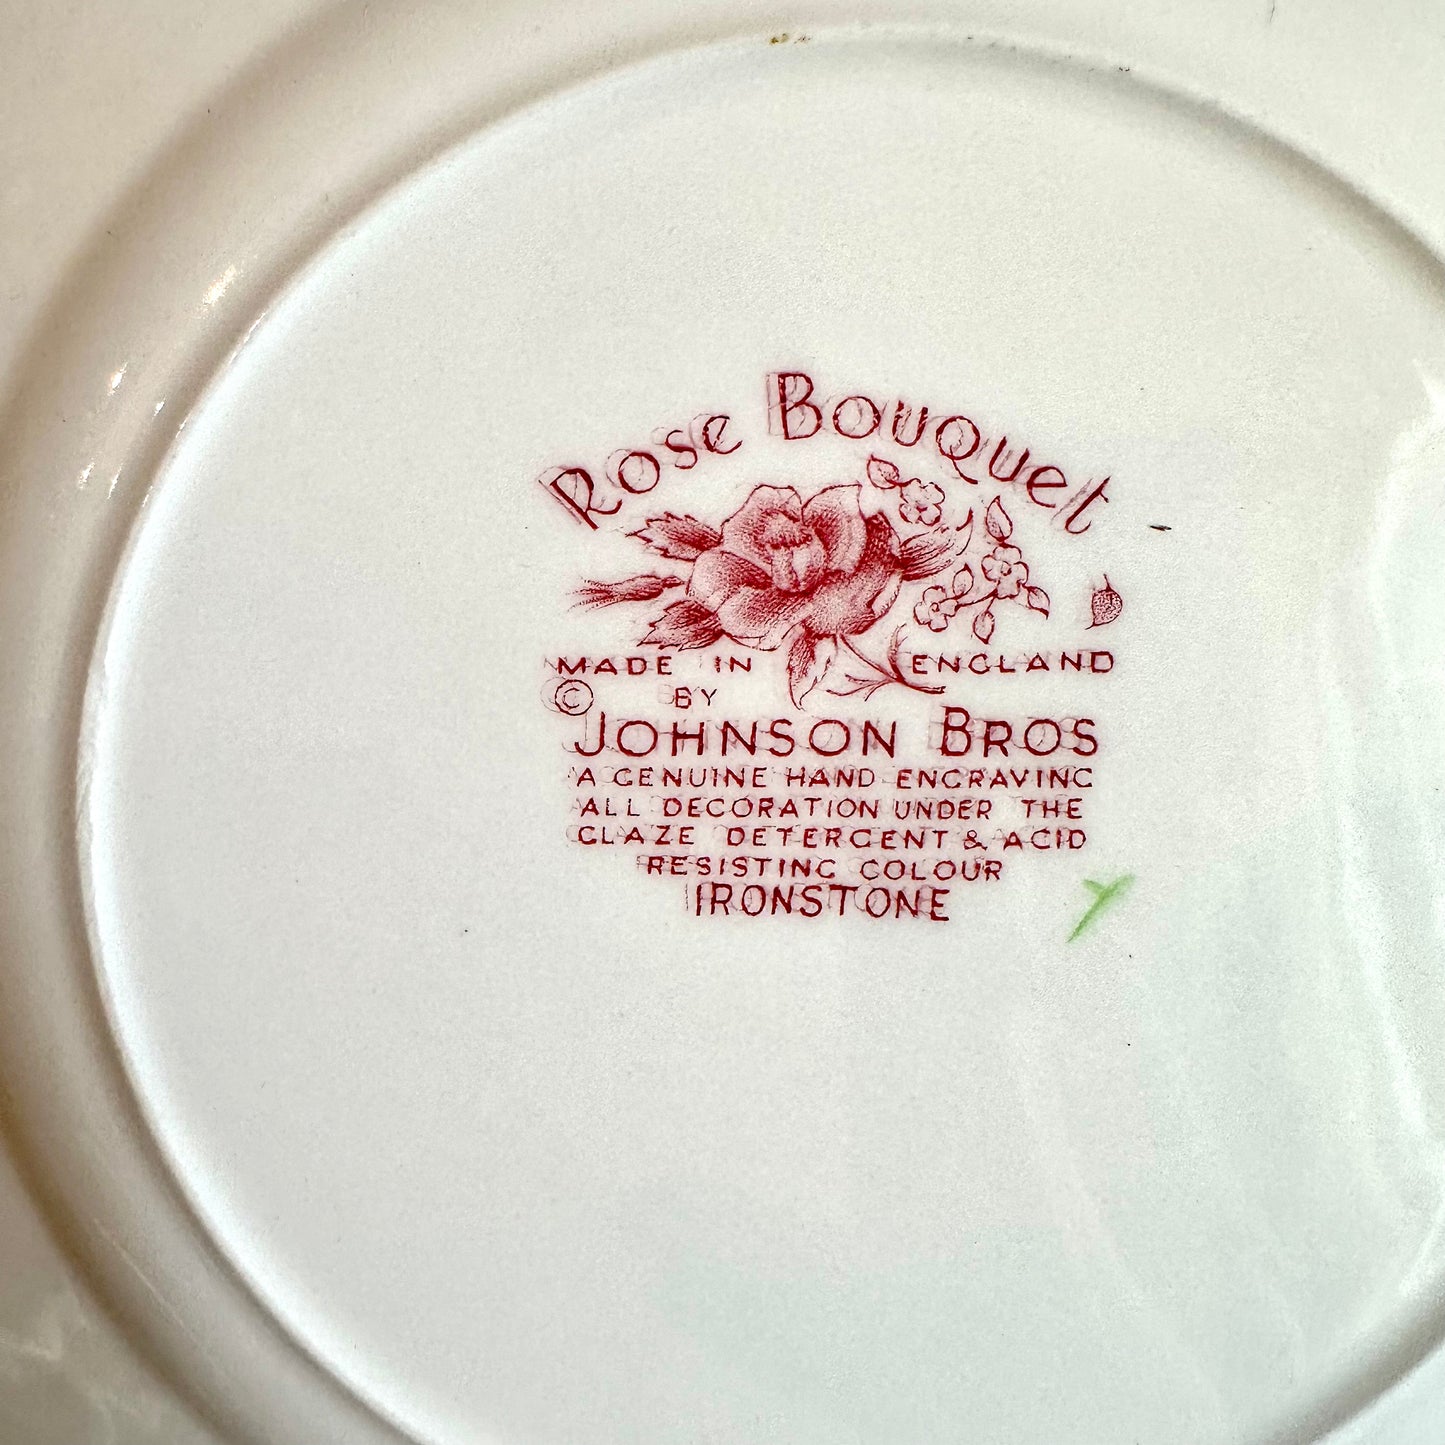 Rose Bouquet
MADE IN ENGLAND
© BY
JOHNSON BROS
A GENUINE HAND ENGRAVING
ALL DECORATION UNDER THE
GLAZE DETERGENT & ACID
RESISTING COLOUR
IRONSTONE